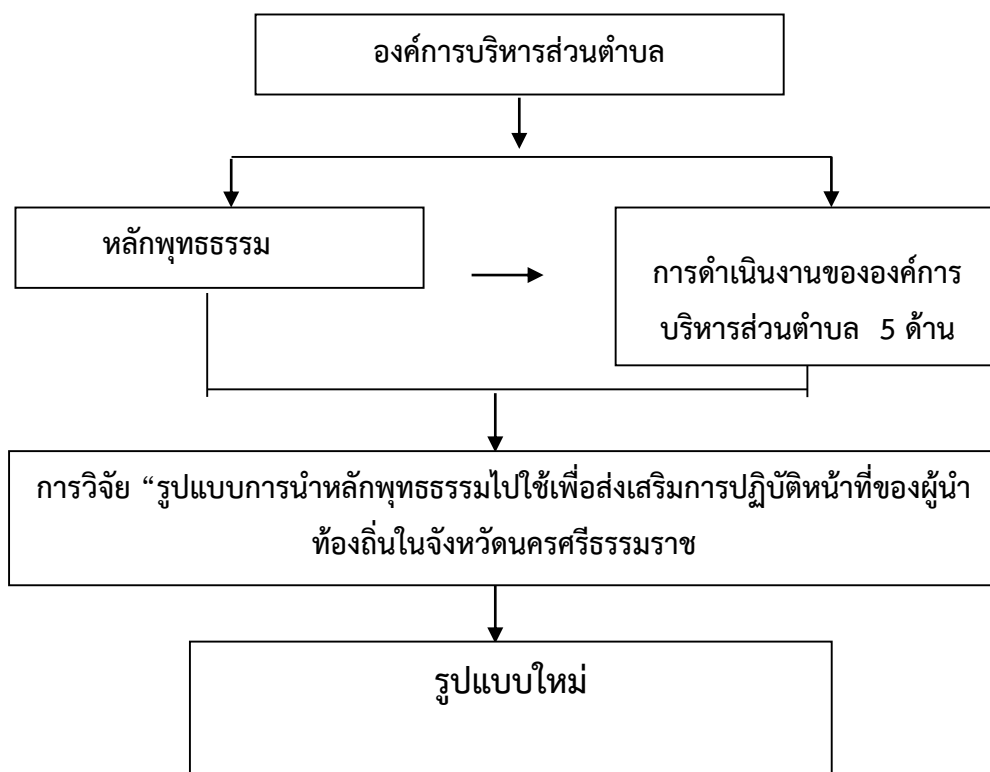 องค์การบริหารส่วนตำบล
หลักพุทธธรรม
การดำเนินงานขององค์การ
บริหารส่วนตำบล 5 ด้าน
การวิจัย “รูปแบบการนำหลักพุทธธรรมไปใช้เพื่อส่งเสริมการปฏิบัติหน้าที่ของผู้นำ
ท้องถิ่นในจังหวัดนครศรีธรรมราช
รูปแบบใหม่